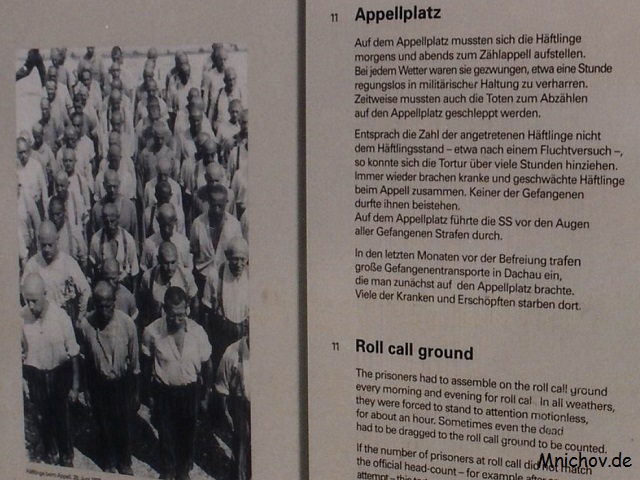 11 Appellplatz
Auf dem Appellplatz mussten sich die Häftlinge
morgens und abends zum Zählappell aufstellen.
Bei jedem Wetter waren sie gezwungen, etwa eine Stunde
regungslos in militärischer Haltung zu verharren.
Zeitweise mussten auch die Toten zum Abzählen
auf den Appellplatz geschleppt werden.
Entsprach die Zahl der angetretenen Häftlinge nicht
dem Häftlingsstand – etwa nach einem Fluchtversuch –,
so konnte sich die Tortur über viele Stunden hinziehen.
Immer wieder brachen kranke und geschwächte Häftlinge
beim Appell zusammen. Keiner der Gefangenen
durfte ihnen beistehen.
Auf dem Appellplatz führte die SS vor den Augen
aller Gefangenen Strafen durch.
In den letzten Monaten vor der Befreiung trafen
große Gefangenentransporte in Dachau ein,
die man zunächst auf den Appellplatz brachte.
Viele der Kranken und Erschöpften starben dort.
11 Roll call ground
The prisoners had to assemble on the roll call ground
every morning and evening for roll call In all weathers,
they were forced to stand to attention motionless,
for about an hour. Sometimes even the dead
had to be dragged to the roll call ground to be counted.
If the number of prisoners at roll call did not match
the official head-count – for example after
attempt –
Häftlinge beim Appell,
Mnichov.de